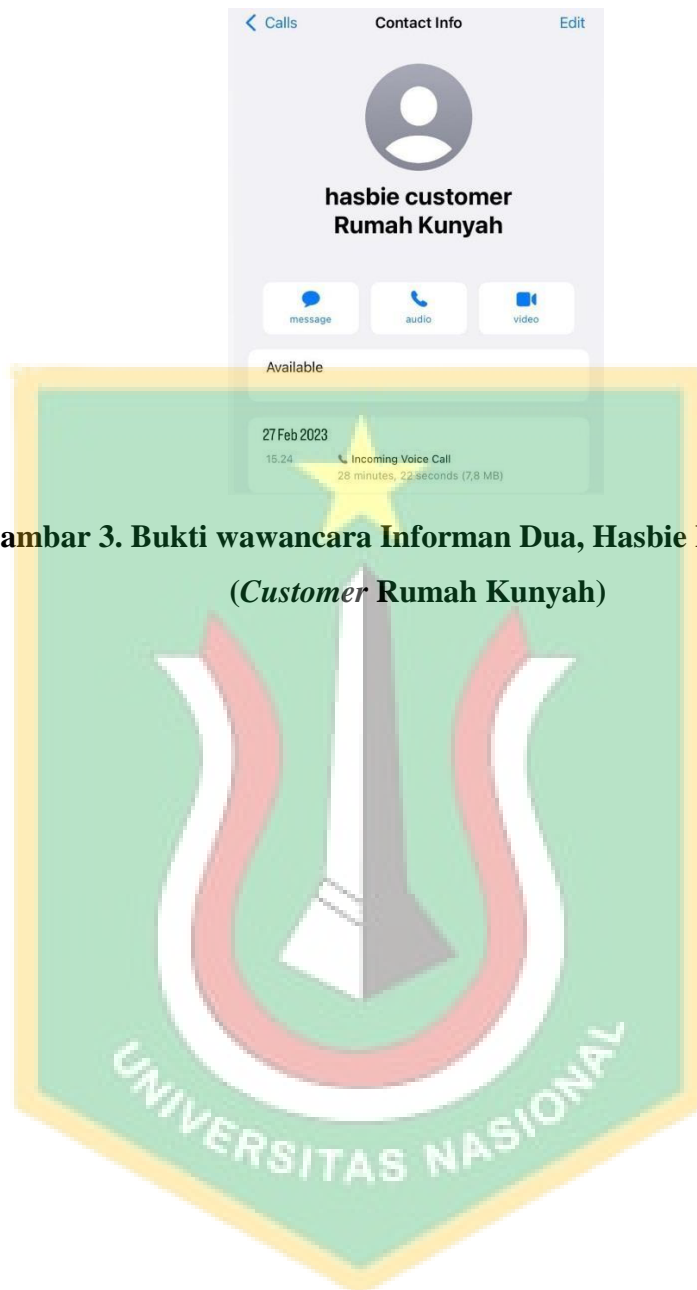 Calls Contact Info Edit
hasbie customer
Rumah Kunyah
message audio video
Available
27 Feb 2023
15.24 Incoming Voice Call
28 minutes, 22 seconds (7,8 MB)
ambar 3. Bukti wawancara Informan Dua, Hasbie
(Customer Rumah Kunyah)
UNIVERSITAS NASIONAL